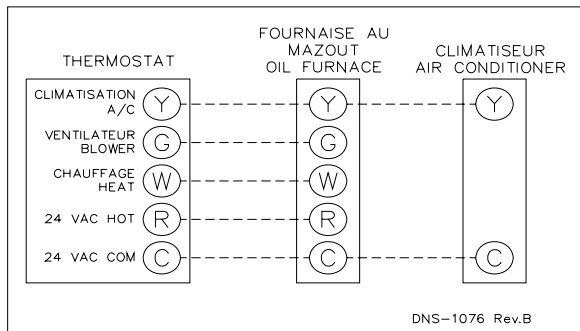 THERMOSTAT
FOURNAISE AU
MAZOUT
OIL FURNACE
CLIMATISEUR
AIR CONDITIONER
CLIMATISATION
A/C
Y
Y
Y
VENTILATEUR
BLOWER
G
G
CHAUFFAGE
HEAT
W
W
24 VAC HOT
R
R
24 VAC COM
C
C
C
DNS-1076 Rev.B